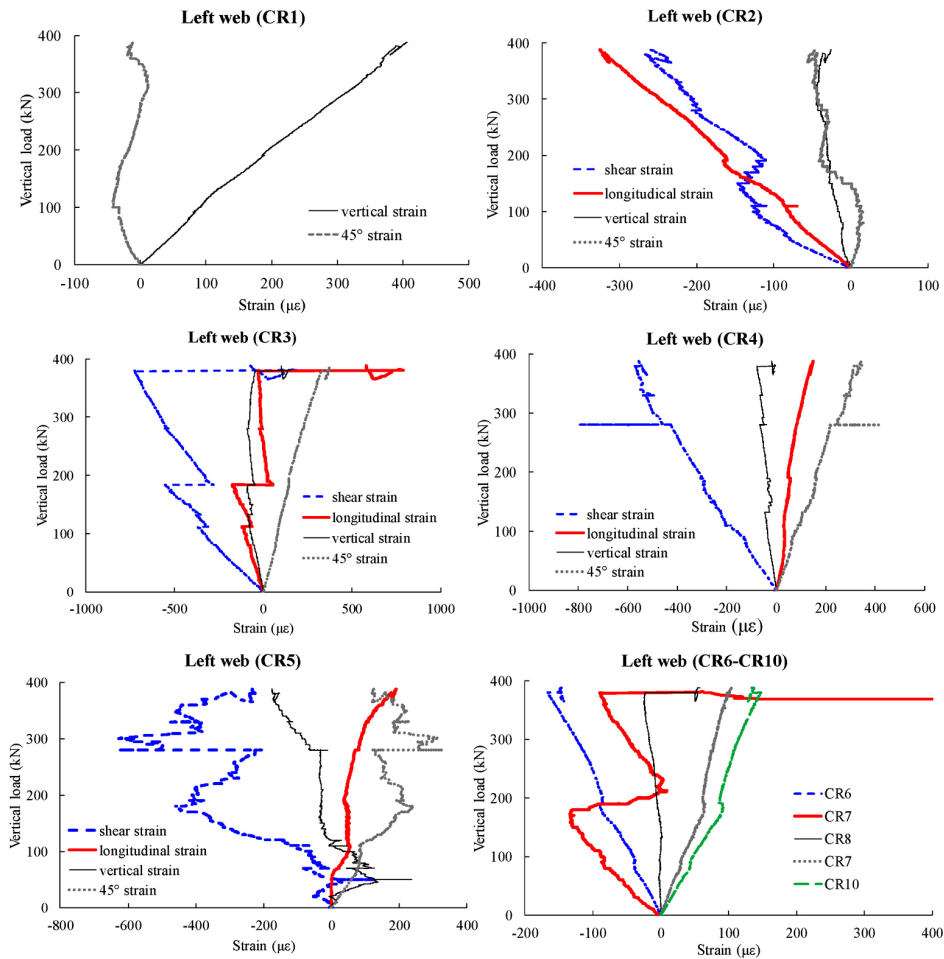 Left web (CR1)
Vertical load (kN)
400
300
200
100
0
-100 0 100 200 300 400 500
Strain (με)
vertical strain
45° strain
Left web (CR2)
Vertical load (kN)
400
300
200
100
0
-400 -300 -200 -100 0 100
Strain (με)
shear strain
longitudical strain
vertical strain
45° strain
Left web (CR3)
Vertical load (kN)
400
300
200
100
0
-1000 -500 0 500 1000
Strain (με)
shear strain
longitudinal strain
vertical strain
45° strain
Left web (CR4)
Vertical load (kN)
400
300
200
100
0
-1000 -800 -600 -400 -200 0 200 400 600
Strain (με)
shear strain
longitudinal strain
vertical strain
45° strain
Left web (CR5)
Vertical load (kN)
400
300
200
100
0
-800 -600 -400 -200 0 200 400
Strain (με)
shear strain
longitudinal strain
vertical strain
45° strain
Left web (CR6-CR10)
Vertical load (kN)
400
300
200
100
0
-200 -100 0 100 200 300 400
Strain (με)
CR6
CR7
CR8
CR7
CR10